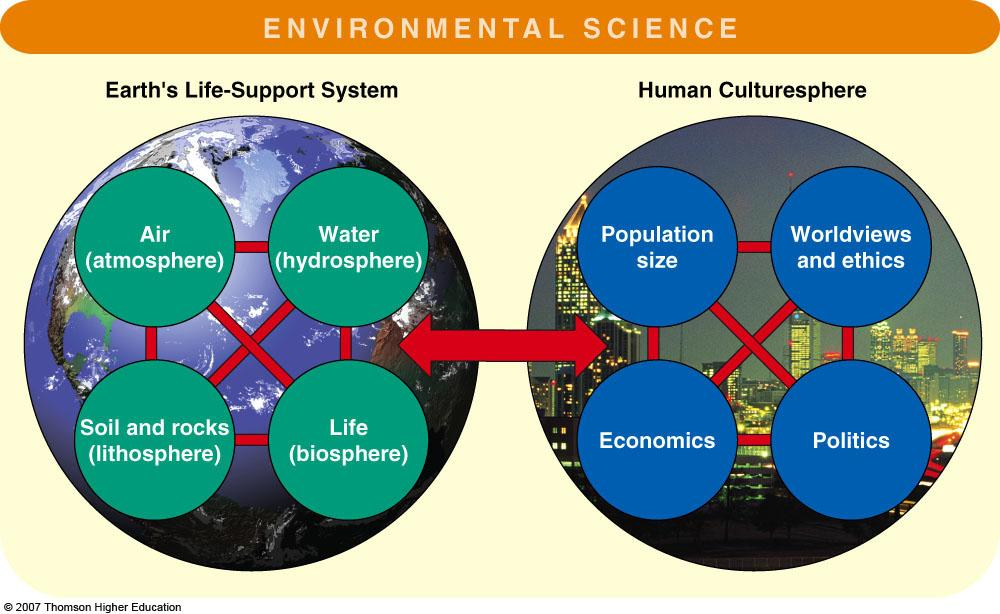 ENVIRONMENTAL SCIENCE
Earth's Life-Support System
Human Culturesphere
Air
(atmosphere)
Water
(hydrosphere)
Population
size
Worldviews
and ethics
Soil and rocks
(lithosphere)
Life
(biosphere)
Economics
Politics
© 2007 Thomson Higher Education